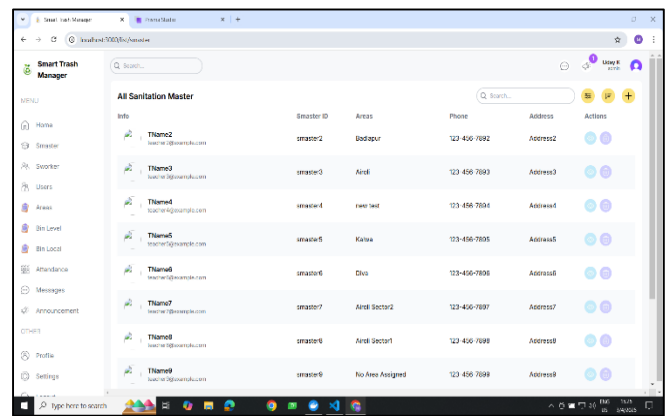 Smart Trash Manager
Prisma Studio
localhost:3000/list/smaster
Smart Trash
Manager
Search...
1
Uday K
admin
MENU
Home
Smaster
Sworker
Users
Areas
Bin Level
Bin Local
Attendance
Messages
Announcement
OTHER
Profile
Settings
All Sanitation Master
Search...
Info Smaster ID Areas Phone Address Actions
TName2 smaster2 Badlapur 123-456-7892 Address2
teacher2@example.com
TName3 smaster3 Airoli 123-456-7893 Address3
teacher3@example.com
TName4 smaster4 new test 123-456-7894 Address4
teacher4@example.com
TName5 smaster5 Kalwa 123-456-7895 Address5
teacher5@example.com
TName6 smaster6 Diva 123-456-7896 Address6
teacher6@example.com
TName7 smaster7 Airoli Sector2 123-456-7897 Address7
teacher7@example.com
TName8 smaster8 Airoli Sector1 123-456-7898 Address8
teacher8@example.com
TName9 smaster9 No Area Assigned 123-456-7899 Address9
teacher9@example.com
Type here to search
ENG
US